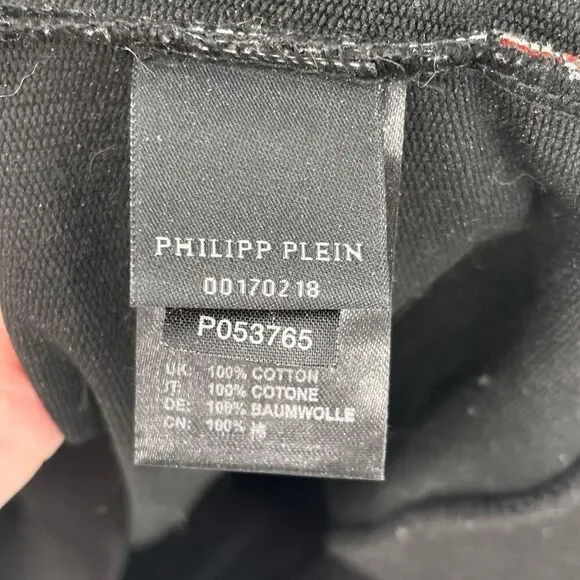 PHILIPP PLEIN
00170218
P053765
UK: 100% COTTON
IT: 100% COTONE
DE: 100% BAUMWOLLE
CN: 100% 棉